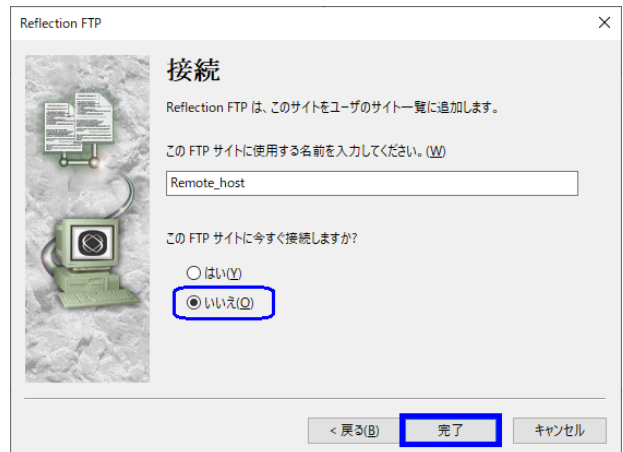 Reflection FTP
接続
Reflection FTP は、このサイトをユーザのサイト一覧に追加します。
この FTP サイトに使用する名前を入力してください。(W)
Remote_host
この FTP サイトに今すぐ接続しますか?
はい(Y)
いいえ(O)
< 戻る(B)
完了
キャンセル